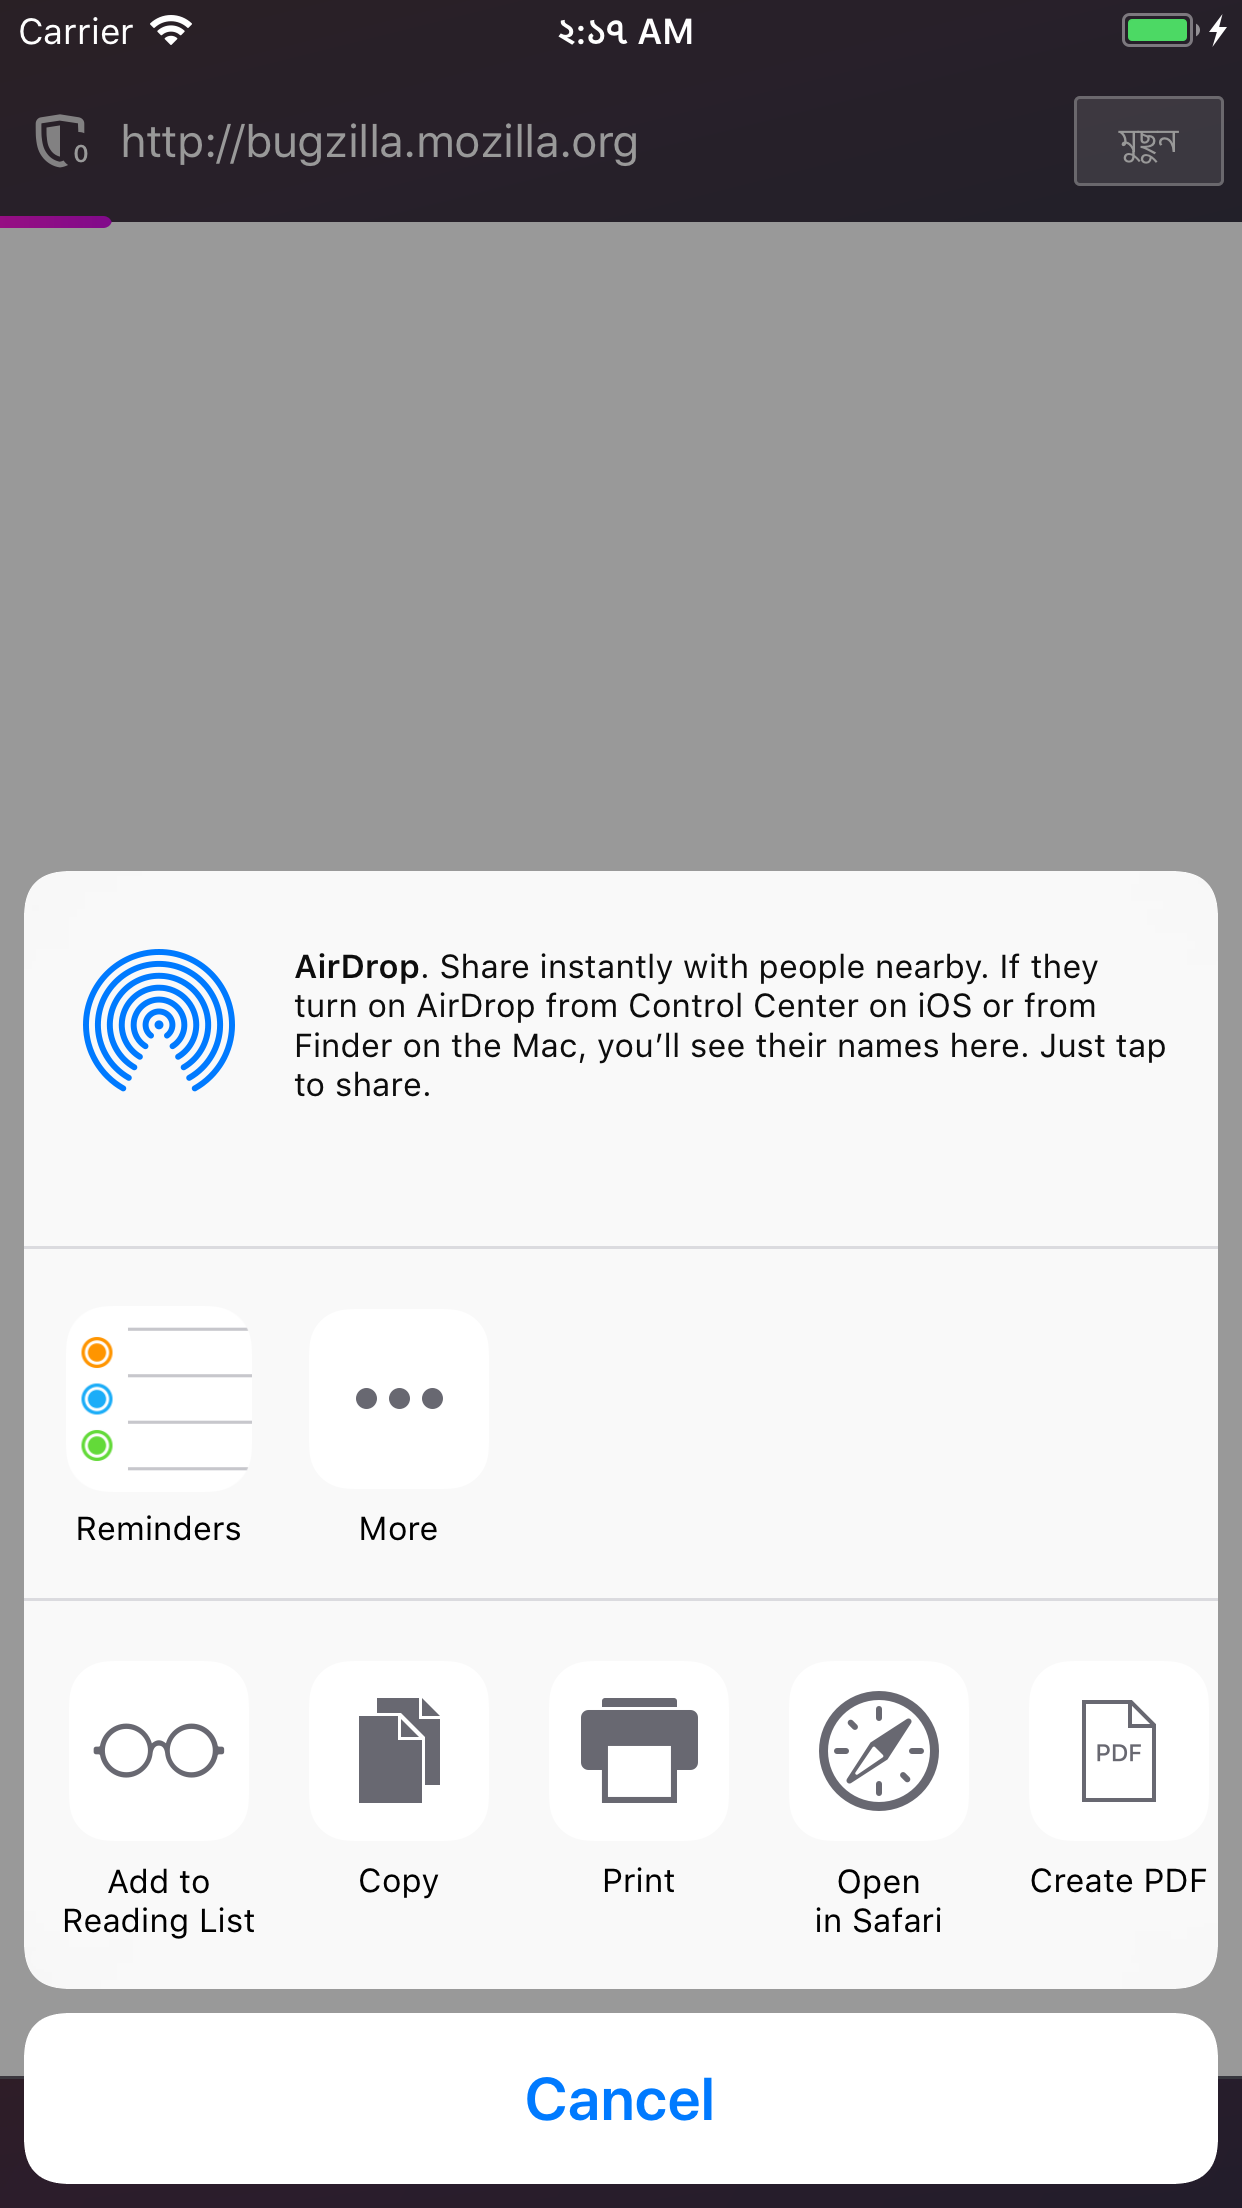 Carrier
২:১৭ AM
0
http://bugzilla.mozilla.org
মুছুন
AirDrop. Share instantly with people nearby. If they
turn on AirDrop from Control Center on iOS or from
Finder on the Mac, you’ll see their names here. Just tap
to share.
Reminders
More
PDF
Add to
Reading List
Copy
Print
Open
in Safari
Create PDF
Cancel